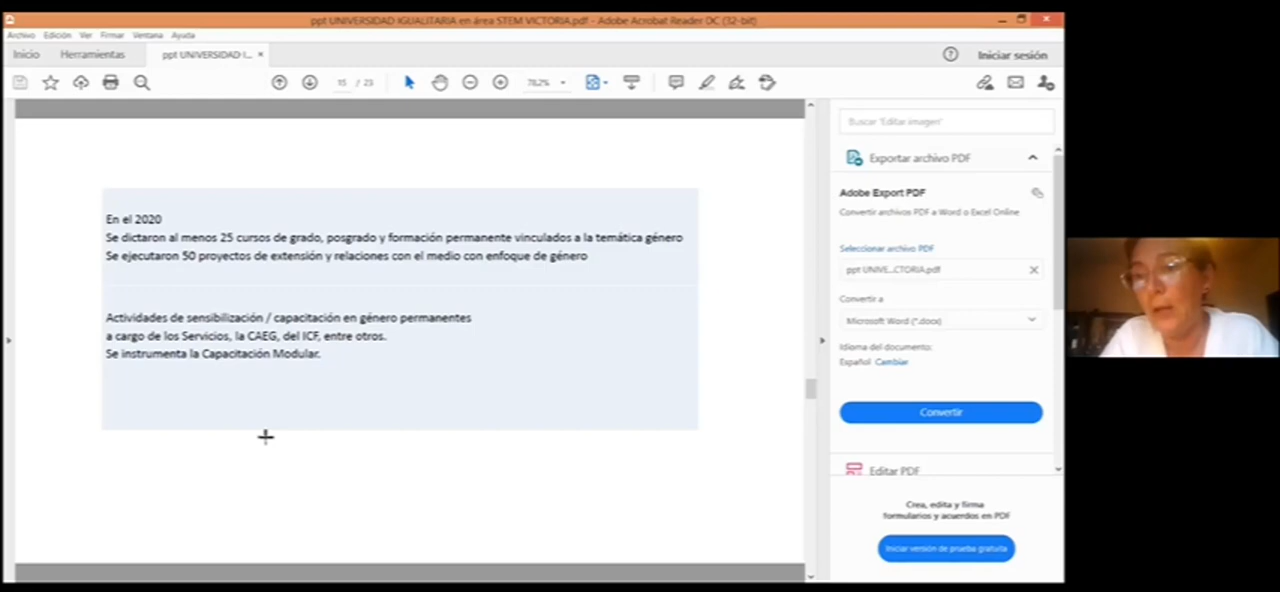 ppt UNIVERSIDAD IGUALITARIA en área STEM VICTORIA.pdf - Adobe Acrobat Reader DC (32-bit)
Archivo Edición Ver Firmar Ventana Ayuda
Inicio Herramientas ppt UNIVERSIDAD I... × Iniciar sesión
15 / 23 78,2%
Buscar 'Editar imagen'
Exportar archivo PDF
Adobe Export PDF
Convertir archivos PDF a Word o Excel Online
Seleccionar archivo PDF
ppt UNIVE...CTORIA.pdf
Convertir a
Microsoft Word (*.docx)
Idioma del documento:
Español Cambiar
Convertir
Editar PDF
Crea, edita y firma
formularios y acuerdos en PDF
Iniciar versión de prueba gratuita
En el 2020
Se dictaron al menos 25 cursos de grado, posgrado y formación permanente vinculados a la temática género
Se ejecutaron 50 proyectos de extensión y relaciones con el medio con enfoque de género
Actividades de sensibilización / capacitación en género permanentes
a cargo de los Servicios, la CAEG, del ICF, entre otros.
Se instrumenta la Capacitación Modular.